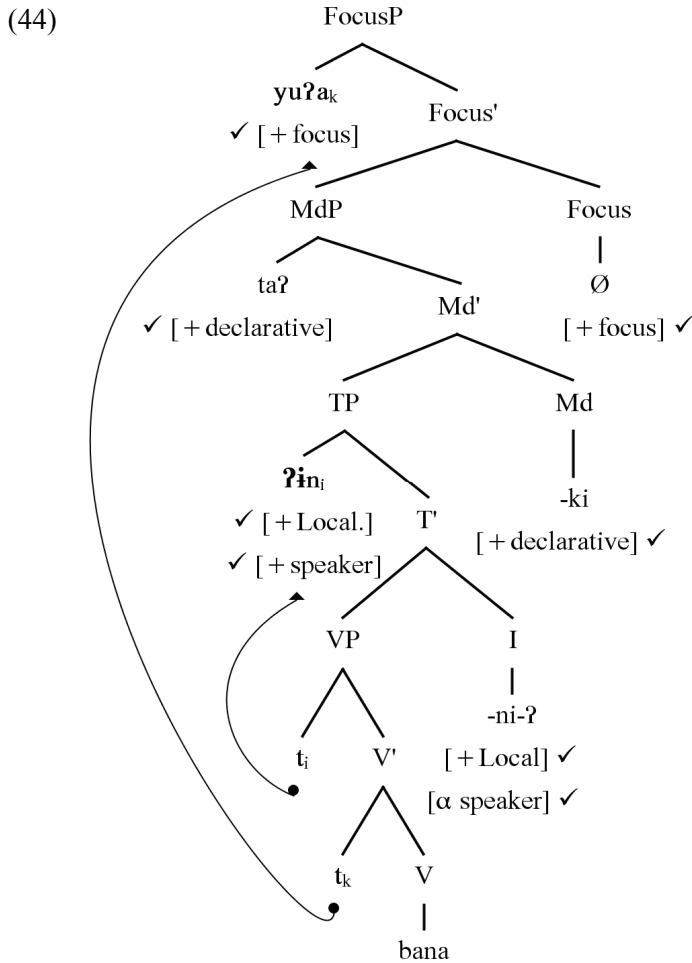 (44)
FocusP
yuʔaₖ
Focus'
✓ [+ focus]
MdP
Focus
taʔ
Ø
Md'
✓ [+ declarative]
[+ focus] ✓
TP
Md
ʔɨnᵢ
-ki
✓ [+ Local.]
T'
[+ declarative] ✓
✓ [+ speaker]
VP
I
-ni-ʔ
tᵢ
V'
[+ Local] ✓
[α speaker] ✓
tₖ
V
bana